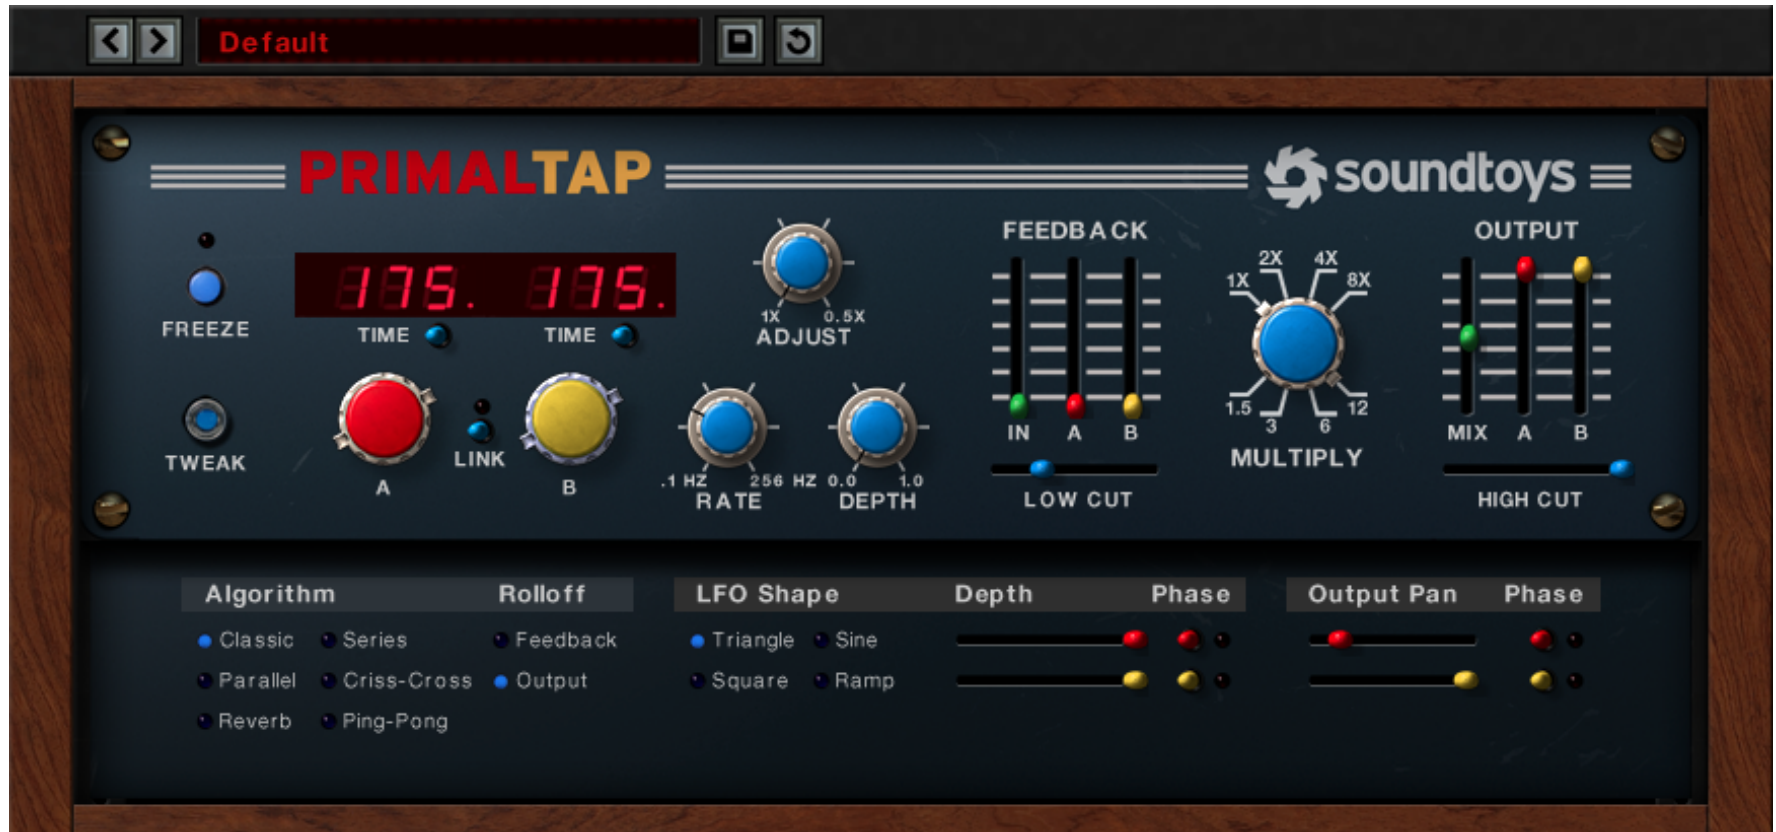 Default
PRIMALTAP
soundtoys
FREEZE
175. 175.
TIME TIME
1X 0.5X
ADJUST
TWEAK
A
LINK
B
.1 HZ 256 HZ
RATE
0.0 1.0
DEPTH
FEEDBACK
IN A B
LOW CUT
1X 2X 4X 8X
1.5 3 6 12
MULTIPLY
OUTPUT
MIX A B
HIGH CUT
Algorithm Rolloff
Classic Series Feedback
Parallel Criss-Cross Output
Reverb Ping-Pong
LFO Shape Depth Phase
Triangle Sine
Square Ramp
Output Pan Phase